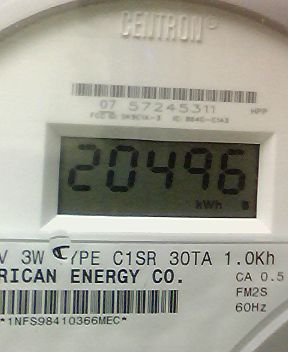 CENTRON®
07 57245311 HPP
20496
kWh
V 3W TYPE C1SR 30TA 1.0Kh
RICAN ENERGY CO. CA 0.5
FM2S
60Hz
*1NFS98410366MEC*